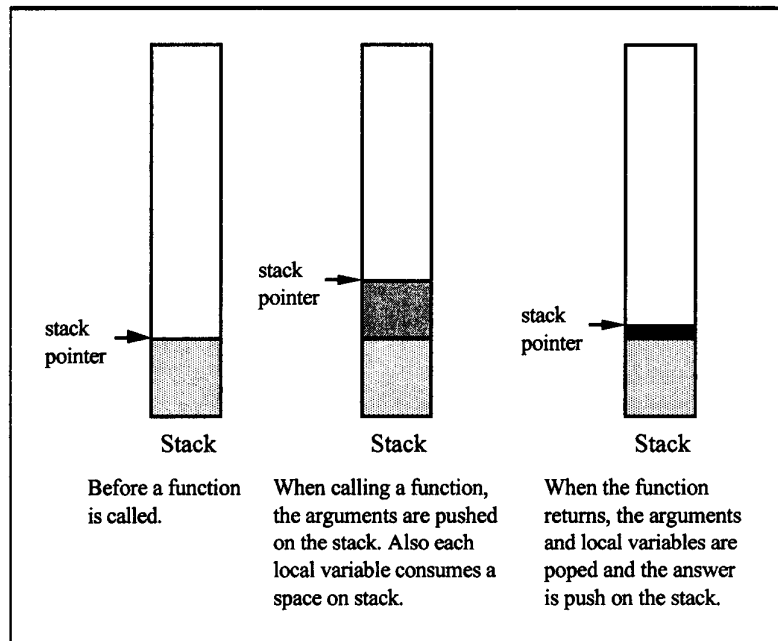 stack
pointer
stack
pointer
stack
pointer
Stack
Stack
Stack
Before a function
is called.
When calling a function,
the arguments are pushed
on the stack. Also each
local variable consumes a
space on stack.
When the function
returns, the arguments
and local variables are
poped and the answer
is push on the stack.